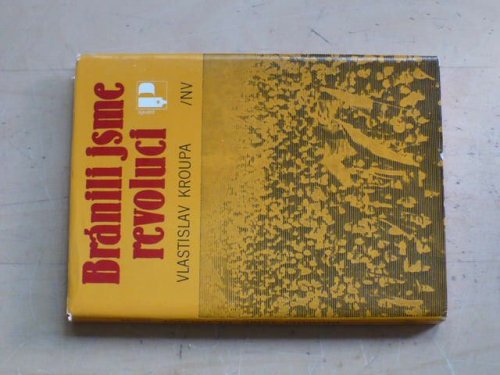 Bránili jsme
revoluci
P
VLASTISLAV KROUPA
/NV